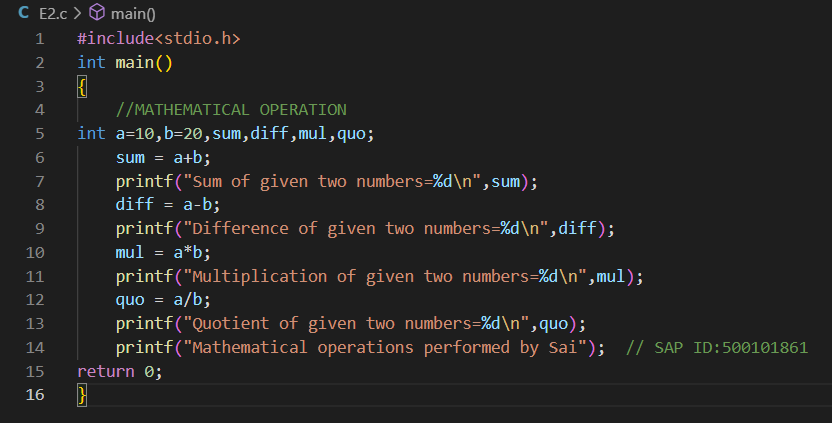 C E2.c > main()
1 #include<stdio.h>
2 int main()
3 {
4     //MATHEMATICAL OPERATION
5 int a=10,b=20,sum,diff,mul,quo;
6     sum = a+b;
7     printf("Sum of given two numbers=%d\n",sum);
8     diff = a-b;
9     printf("Difference of given two numbers=%d\n",diff);
10     mul = a*b;
11     printf("Multiplication of given two numbers=%d\n",mul);
12     quo = a/b;
13     printf("Quotient of given two numbers=%d\n",quo);
14     printf("Mathematical operations performed by Sai");  // SAP ID:500101861
15 return 0;
16 }